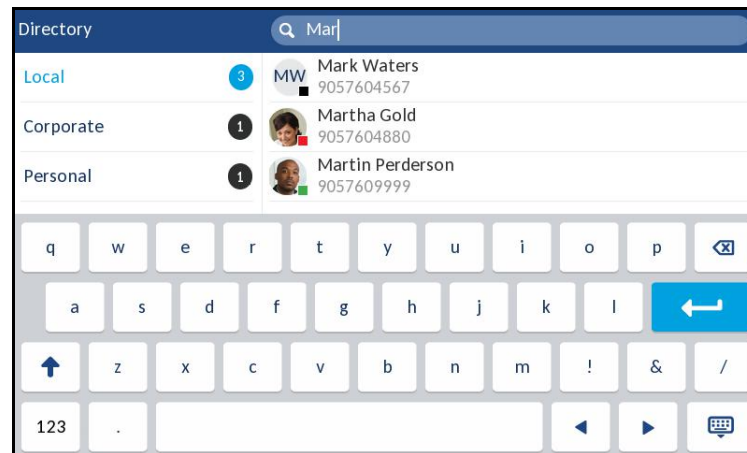 Directory
Mar
Local 3
Corporate 1
Personal 1
MW Mark Waters
9057604567
Martha Gold
9057604880
Martin Perderson
9057609999
q w e r t y u i o p
a s d f g h j k l
z x c v b n m ! & /
123 .